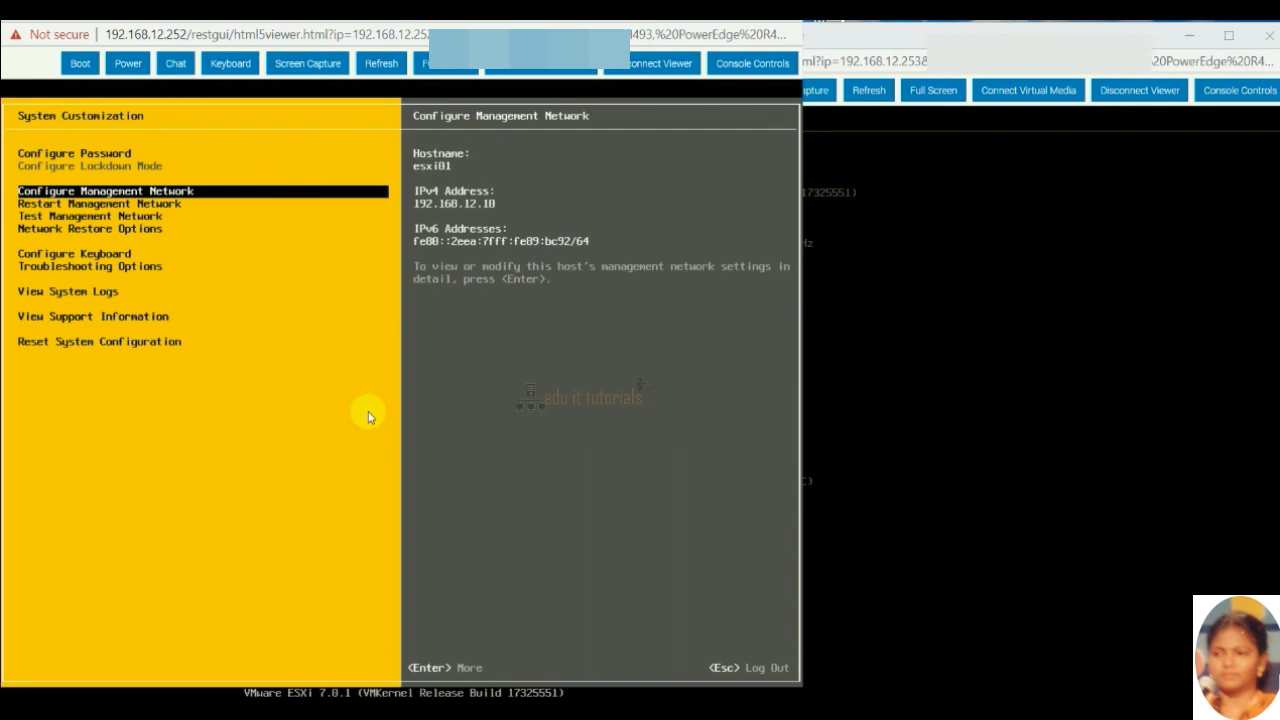 Not secure | 192.168.12.252/restgui/html5viewer.html?ip=192.168.12.25
493,%20PowerEdge%20R4...
Boot Power Chat Keyboard Screen Capture Refresh
connect Viewer Console Controls
ml?ip=192.168.12.2538
20PowerEdge%20R4...
apture Refresh Full Screen Connect Virtual Media Disconnect Viewer Console Controls
System Customization
Configure Password
Configure Lockdown Mode
Configure Management Network
Restart Management Network
Test Management Network
Network Restore Options
Configure Keyboard
Troubleshooting Options
View System Logs
View Support Information
Reset System Configuration
Configure Management Network
Hostname:
esxi01
IPv4 Address:
192.168.12.10
IPv6 Addresses:
fe80::2eea:7fff:fe89:bc92/64
To view or modify this host's management network settings in
detail, press <Enter>.
edu it tutorials
<Enter> More
<Esc> Log Out
VMware ESXi 7.0.1 (VMKernel Release Build 17325551)
17325551)
Hz